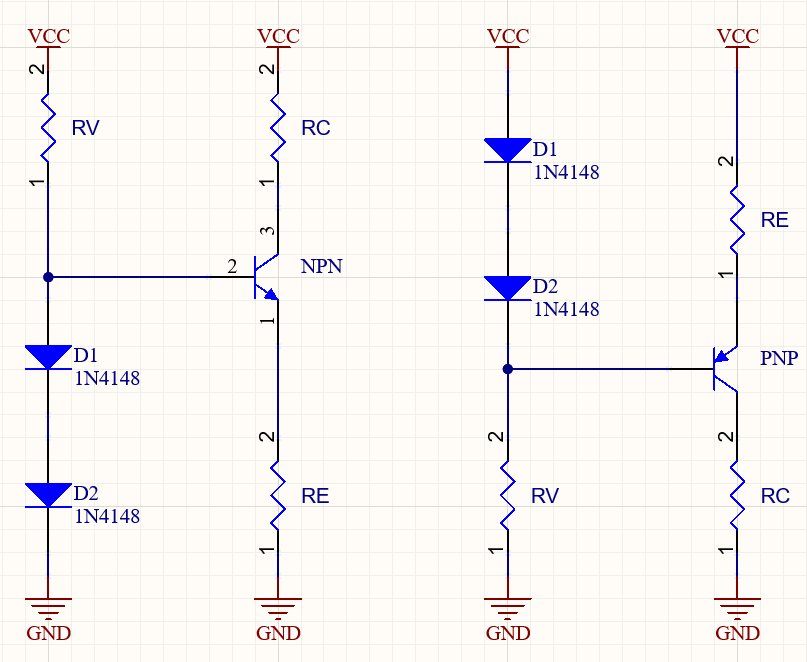 VCC
VCC
VCC
VCC
2
2
RV
RC
D1
1N4148
2
1
1
RE
3
2
NPN
1
D2
1N4148
1
D1
1N4148
PNP
2
2
2
D2
1N4148
RE
RV
RC
1
1
1
GND
GND
GND
GND